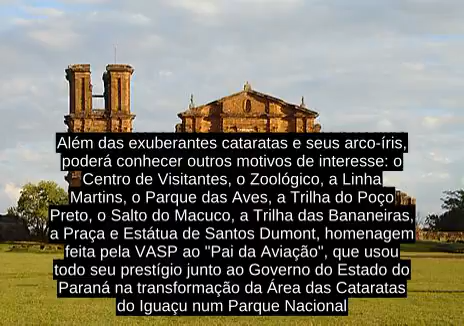 Além das exuberantes cataratas e seus arco-íris,
poderá conhecer outros motivos de interesse: o
Centro de Visitantes, o Zoológico, a Linha
Martins, o Parque das Aves, a Trilha do Poço
Preto, o Salto do Macuco, a Trilha das Bananeiras,
a Praça e Estátua de Santos Dumont, homenagem
feita pela VASP ao "Pai da Aviação", que usou
todo seu prestígio junto ao Governo do Estado do
Paraná na transformação da Área das Cataratas
do Iguaçu num Parque Nacional